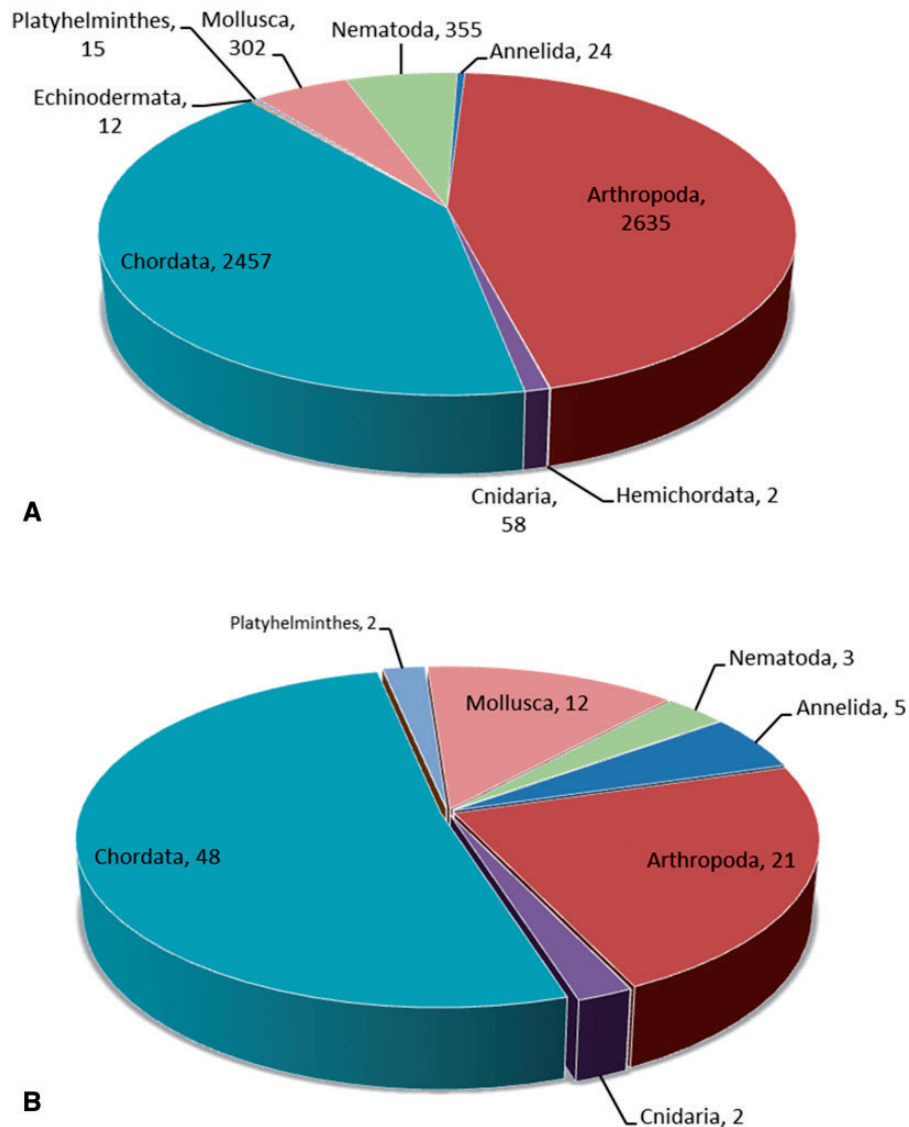 Platyhelminthes,
15
Mollusca,
302
Nematoda, 355
Annelida, 24
Echinodermata,
12
Arthropoda,
2635
Chordata, 2457
Cnidaria,
58
Hemichordata, 2
A
Platyhelminthes, 2
Mollusca, 12
Nematoda, 3
Annelida, 5
Chordata, 48
Arthropoda, 21
Cnidaria, 2
B